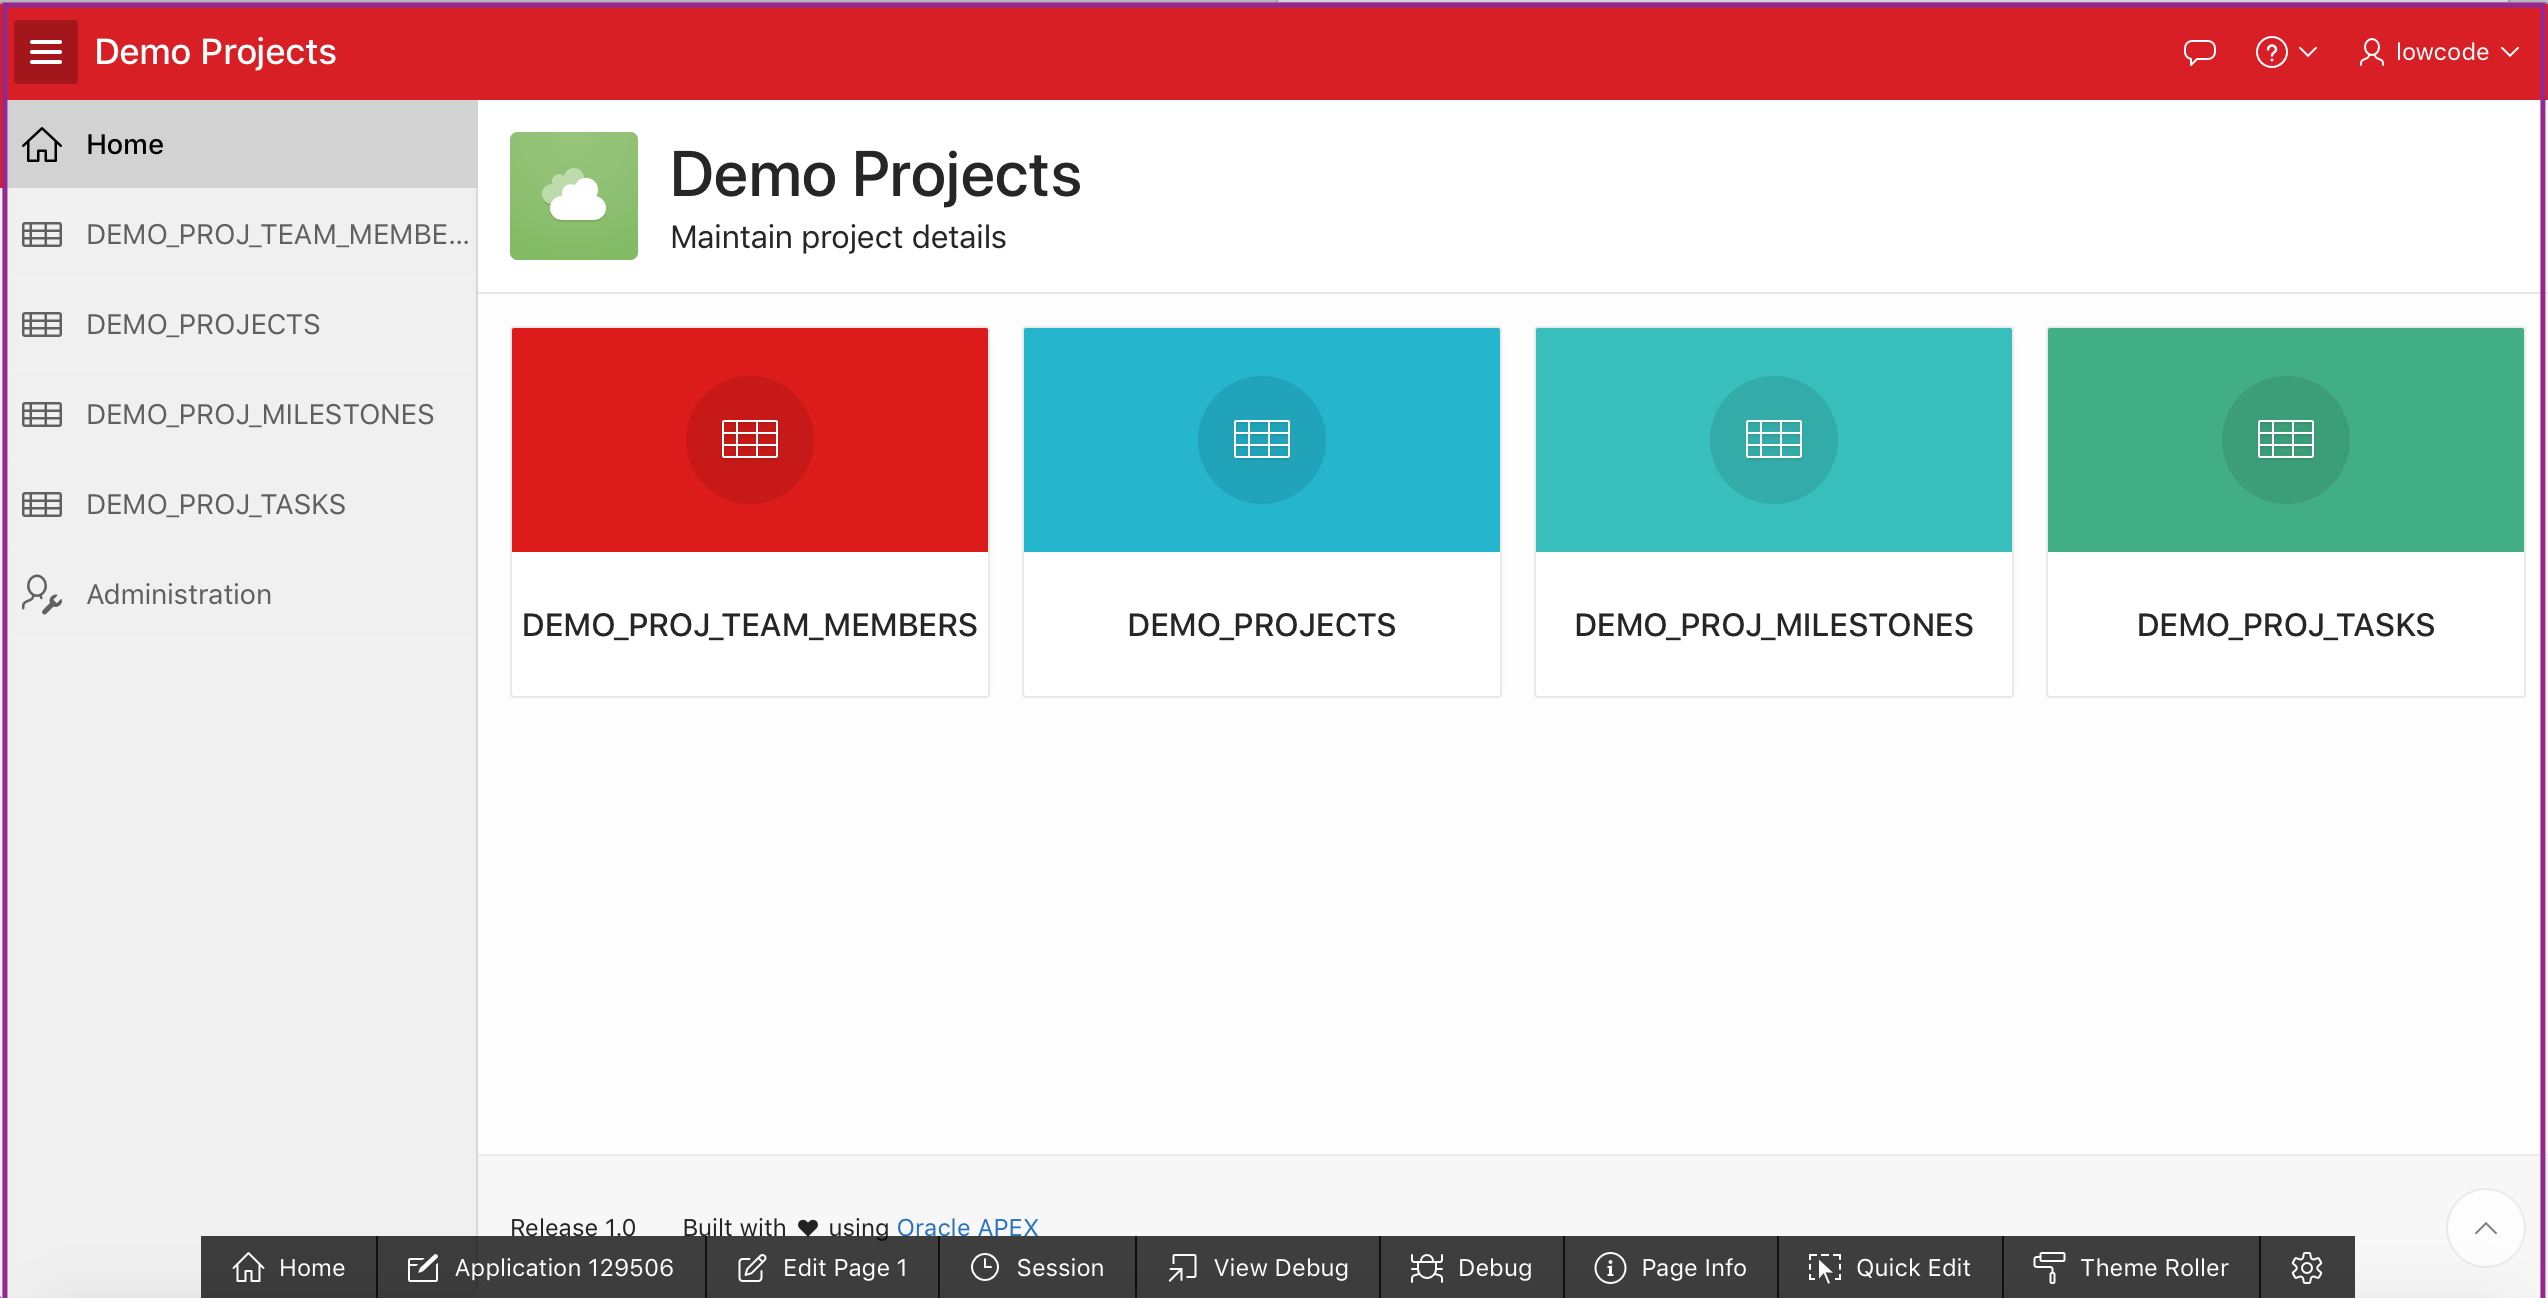 Demo Projects
lowcode
Home
DEMO_PROJ_TEAM_MEMBE...
DEMO_PROJECTS
DEMO_PROJ_MILESTONES
DEMO_PROJ_TASKS
Administration
Demo Projects
Maintain project details
DEMO_PROJ_TEAM_MEMBERS
DEMO_PROJECTS
DEMO_PROJ_MILESTONES
DEMO_PROJ_TASKS
Release 1.0 Built with ♥ using Oracle APEX
Home Application 129506 Edit Page 1 Session View Debug Debug Page Info Quick Edit Theme Roller